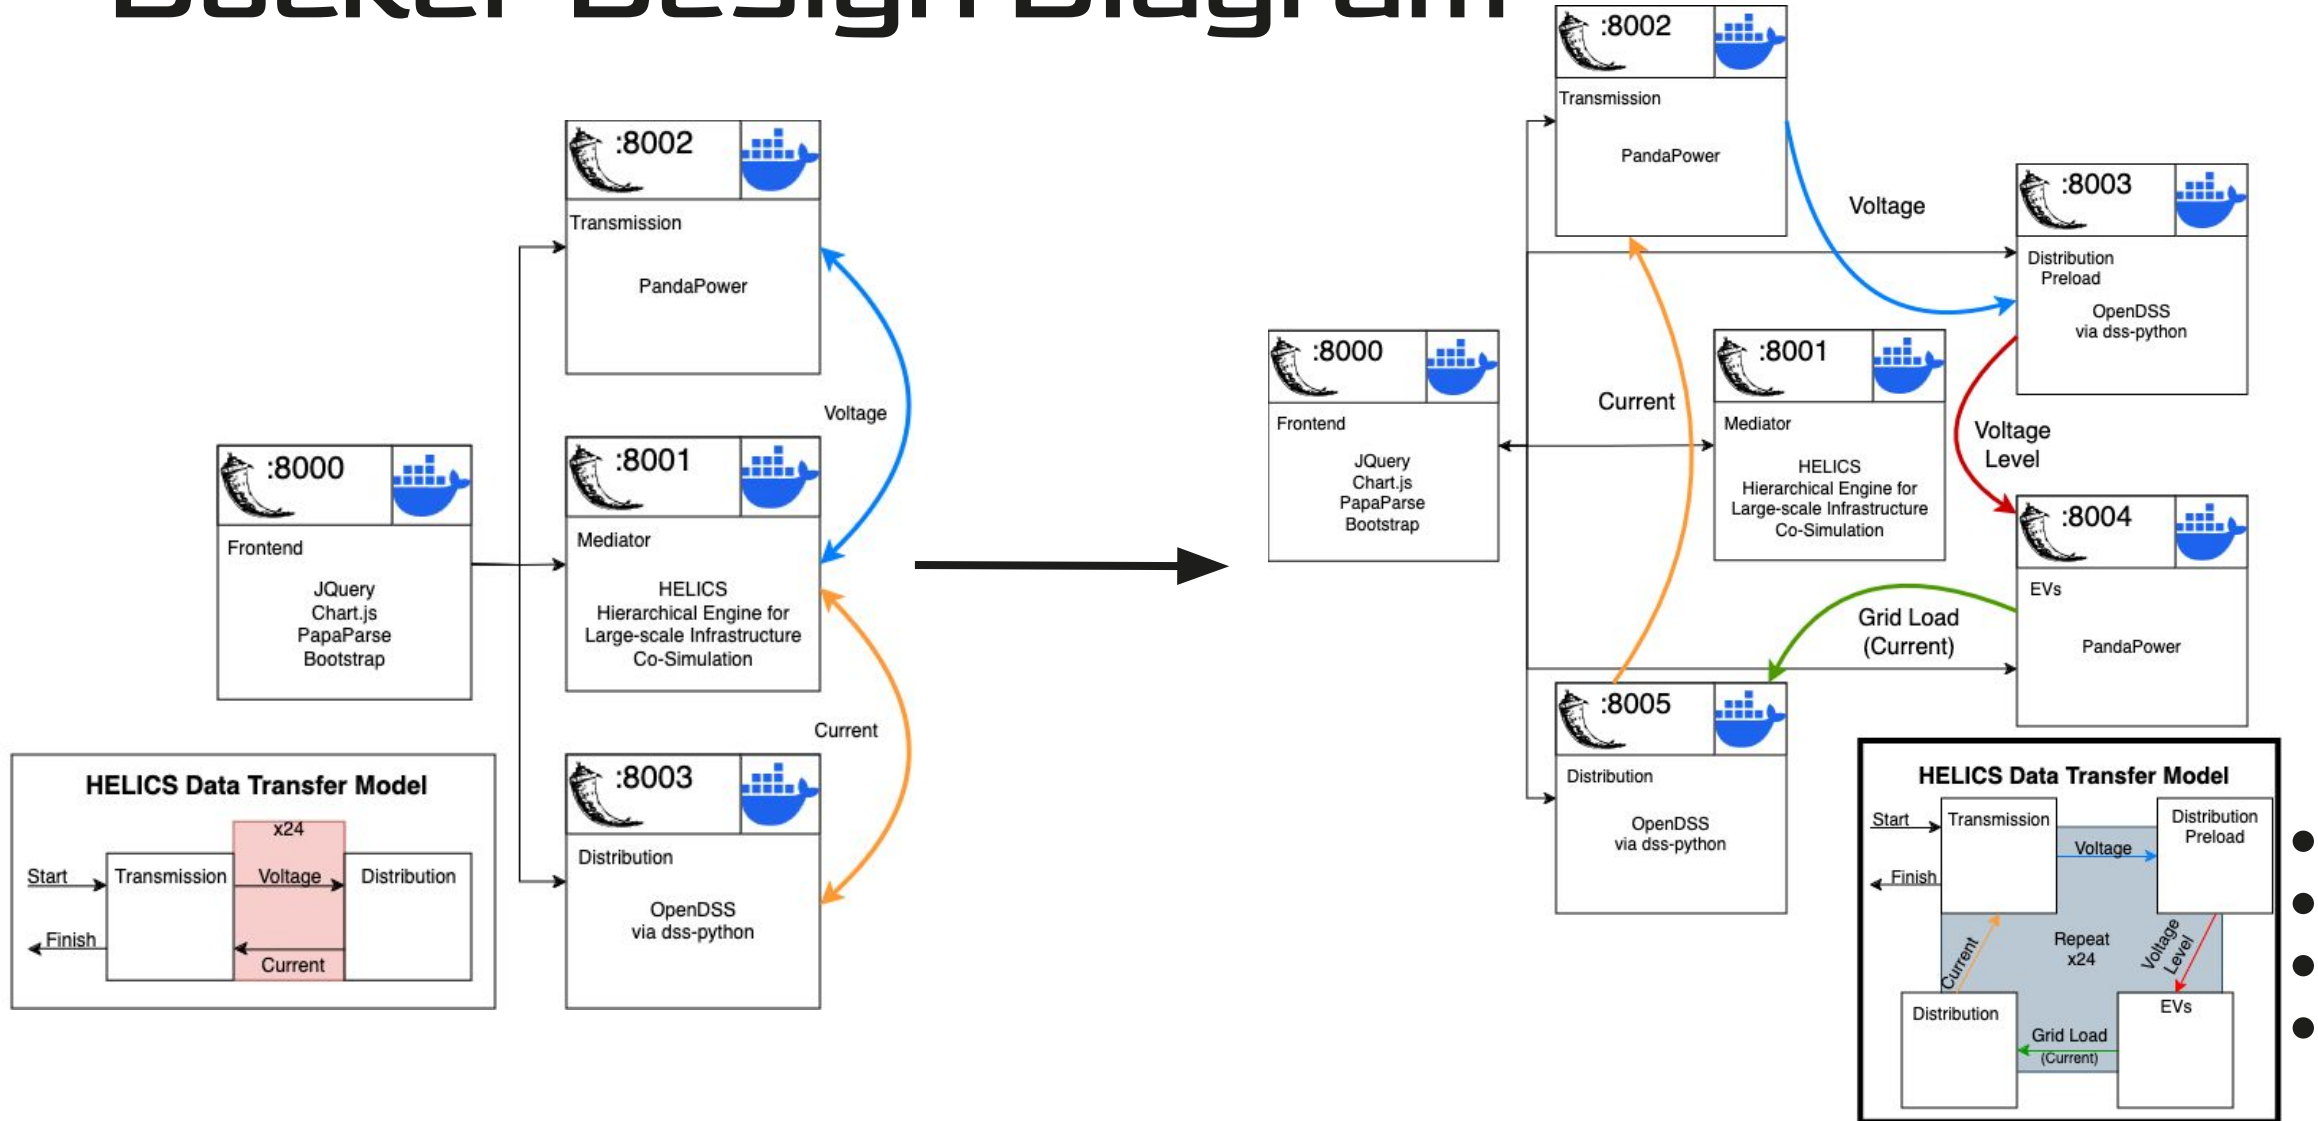 Docker Design Diagram
:8002
Transmission
PandaPower
Voltage
:8000
Frontend
JQuery
Chart.js
PapaParse
Bootstrap
:8001
Mediator
HELICS
Hierarchical Engine for
Large-scale Infrastructure
Co-Simulation
Current
:8003
Distribution
OpenDSS
via dss-python
HELICS Data Transfer Model
x24
Start
Transmission
Voltage
Distribution
Finish
Current
:8002
Transmission
PandaPower
Voltage
:8003
Distribution
Preload
OpenDSS
via dss-python
:8000
Frontend
JQuery
Chart.js
PapaParse
Bootstrap
Current
:8001
Mediator
HELICS
Hierarchical Engine for
Large-scale Infrastructure
Co-Simulation
Voltage
Level
:8004
EVs
PandaPower
Grid Load
(Current)
:8005
Distribution
OpenDSS
via dss-python
HELICS Data Transfer Model
Start
Transmission
Voltage
Distribution
Preload
Finish
Current
Repeat
x24
Voltage
Level
Distribution
Grid Load
(Current)
EVs